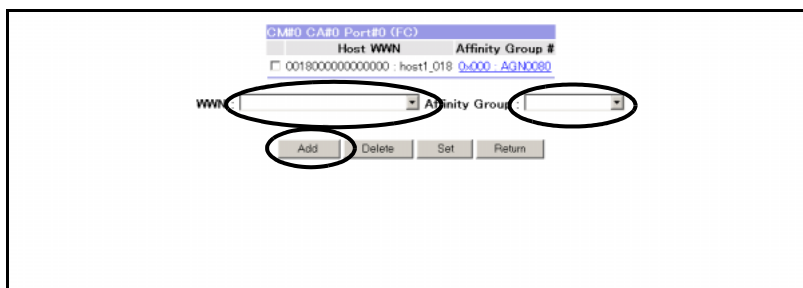 CM#0 CA#0 Port#0 (FC)
Host WWN Affinity Group #
0018000000000000 : host1_018 0x000 : AGN0080
WWN : Affinity Group :
Add Delete Set Return